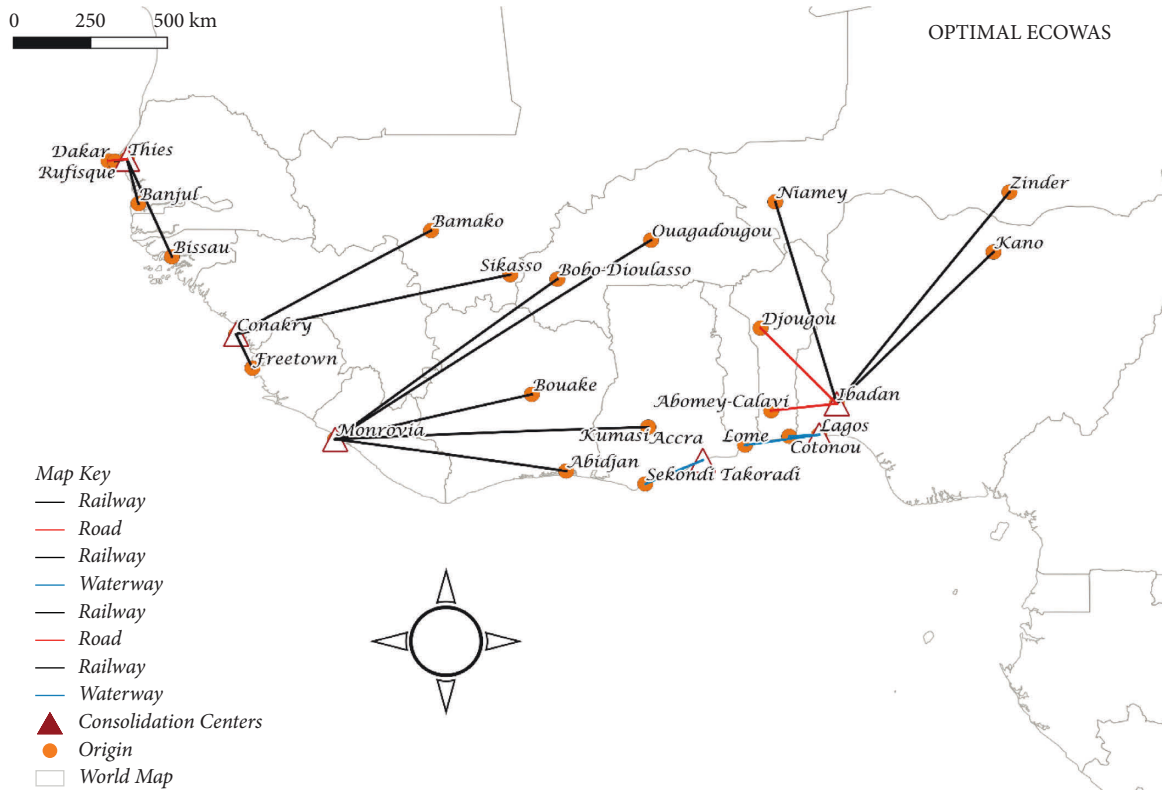 0 250 500 km
OPTIMAL ECOWAS
Dakar
Thies
Rufisque
Banjul
Bissau
Bamako
Niamey
Zinder
Ouagadougou
Kano
Sikasso
Bobo-Dioulasso
Conakry
Djougou
Freetown
Bouake
Ibadan
Abomey-Calavi
Monrovia
Kumasi
Accra
Lome
Lagos
Cotonou
Abidjan
Sekondi Takoradi
Map Key
Railway
Road
Railway
Waterway
Railway
Road
Railway
Waterway
Consolidation Centers
Origin
World Map